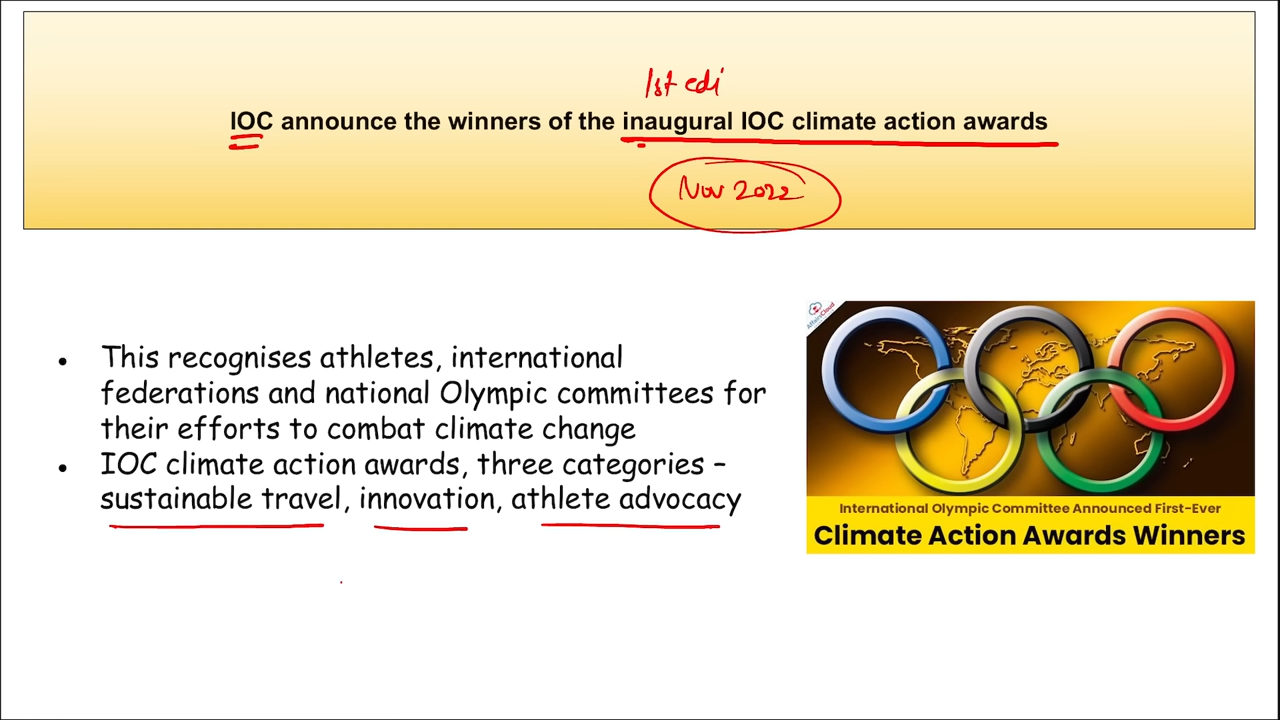 1st edi
IOC announce the winners of the inaugural IOC climate action awards
Nov 2022
• This recognises athletes, international
federations and national Olympic committees for
their efforts to combat climate change
• IOC climate action awards, three categories –
sustainable travel, innovation, athlete advocacy
AffairsCloud
International Olympic Committee Announced First-Ever
Climate Action Awards Winners